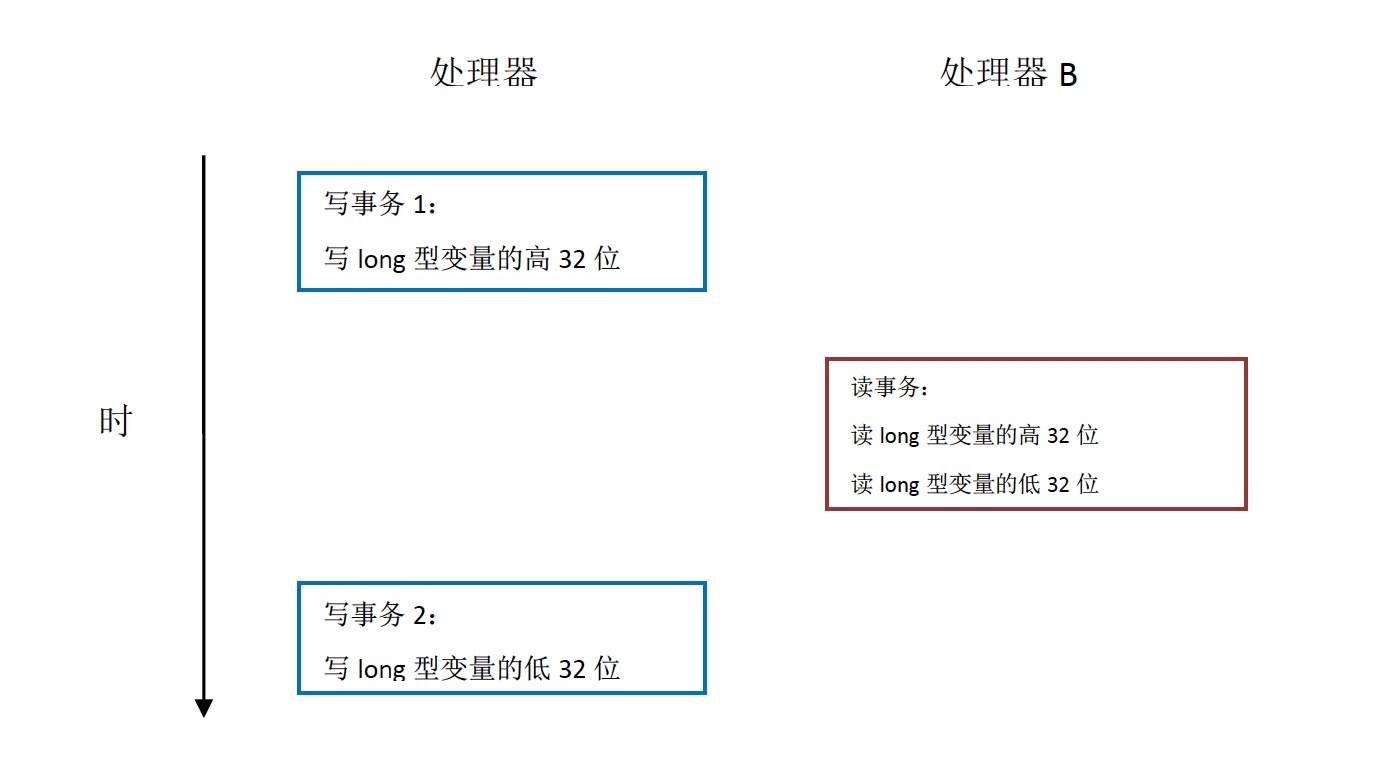 处理器
处理器 B
写事务 1：
写 long 型变量的高 32 位
读事务：
读 long 型变量的高 32 位
读 long 型变量的低 32 位
时
写事务 2：
写 long 型变量的低 32 位